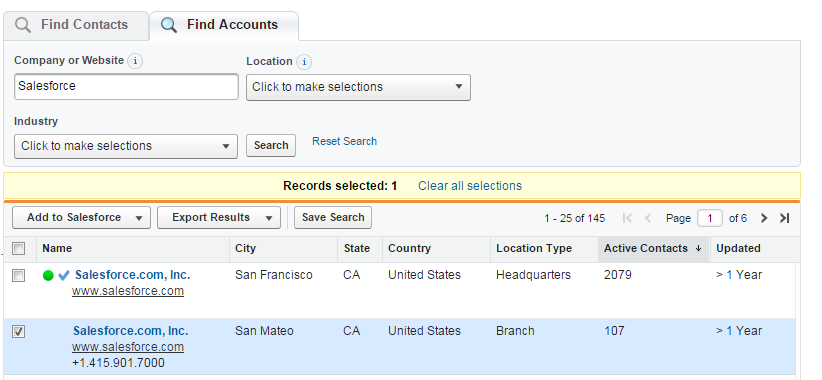 Find Contacts Find Accounts
Company or Website i Location i
Salesforce Click to make selections
Industry
Click to make selections Search Reset Search
Records selected: 1 Clear all selections
Add to Salesforce Export Results Save Search 1 - 25 of 145 Page 1 of 6
Name City State Country Location Type Active Contacts ↓ Updated
Salesforce.com, Inc. San Francisco CA United States Headquarters 2079 > 1 Year
www.salesforce.com
Salesforce.com, Inc. San Mateo CA United States Branch 107 > 1 Year
www.salesforce.com
+1.415.901.7000